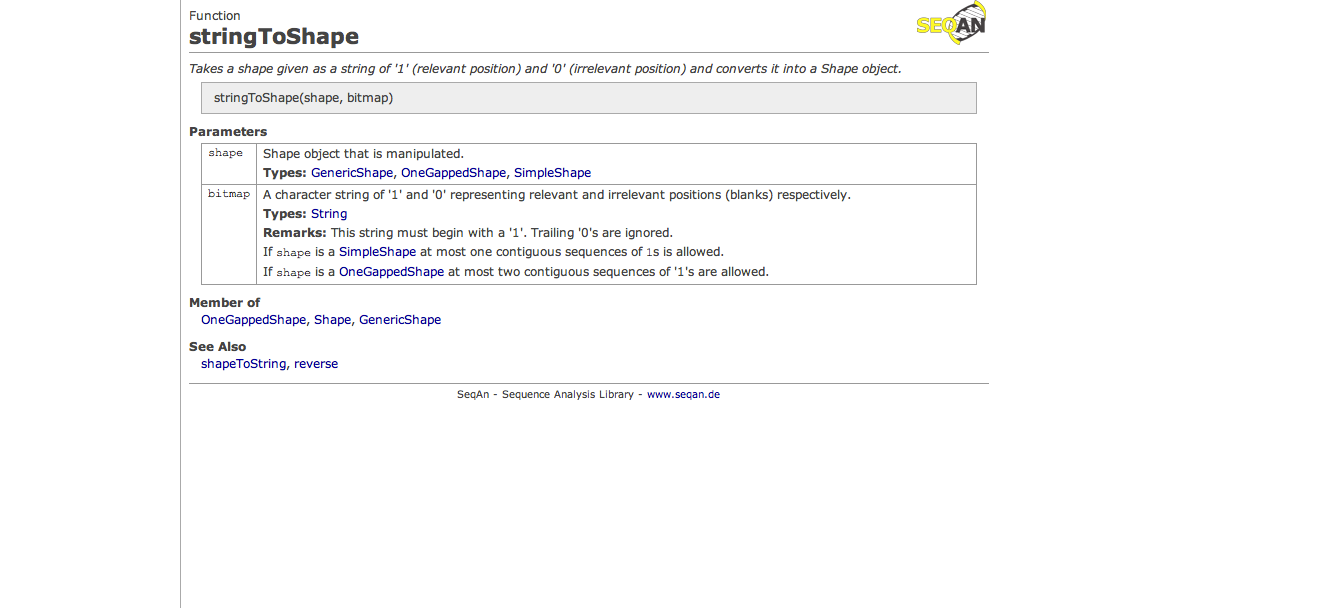 Function
stringToShape
SEQAN
Takes a shape given as a string of '1' (relevant position) and '0' (irrelevant position) and converts it into a Shape object.
stringToShape(shape, bitmap)
Parameters
shape Shape object that is manipulated.
Types: GenericShape, OneGappedShape, SimpleShape
bitmap A character string of '1' and '0' representing relevant and irrelevant positions (blanks) respectively.
Types: String
Remarks: This string must begin with a '1'. Trailing '0's are ignored.
If shape is a SimpleShape at most one contiguous sequences of 1s is allowed.
If shape is a OneGappedShape at most two contiguous sequences of '1's are allowed.
Member of
OneGappedShape, Shape, GenericShape
See Also
shapeToString, reverse
SeqAn - Sequence Analysis Library - www.seqan.de